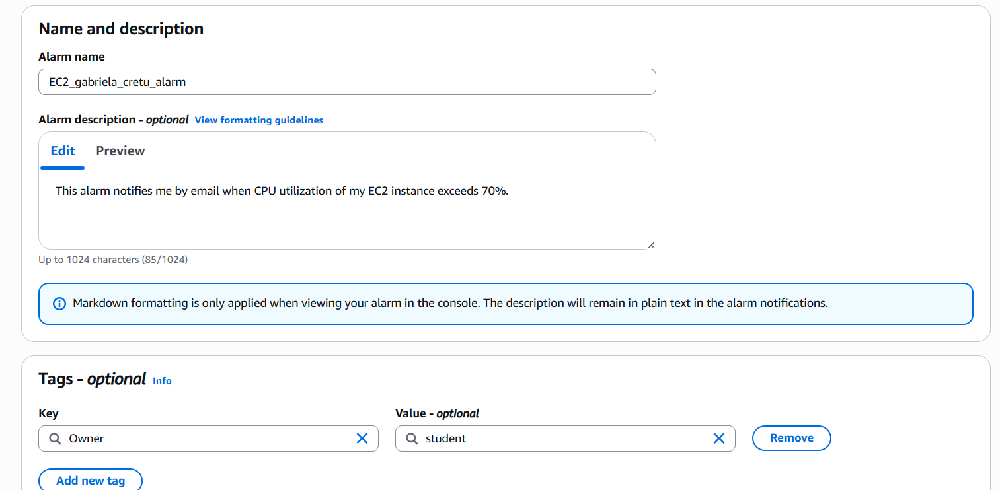 Name and description
Alarm name
EC2_gabriela_cretu_alarm
Alarm description - optional View formatting guidelines
Edit Preview
This alarm notifies me by email when CPU utilization of my EC2 instance exceeds 70%.
Up to 1024 characters (85/1024)
Markdown formatting is only applied when viewing your alarm in the console. The description will remain in plain text in the alarm notifications.
Tags - optional Info
Key Value - optional
Owner student Remove
Add new tag